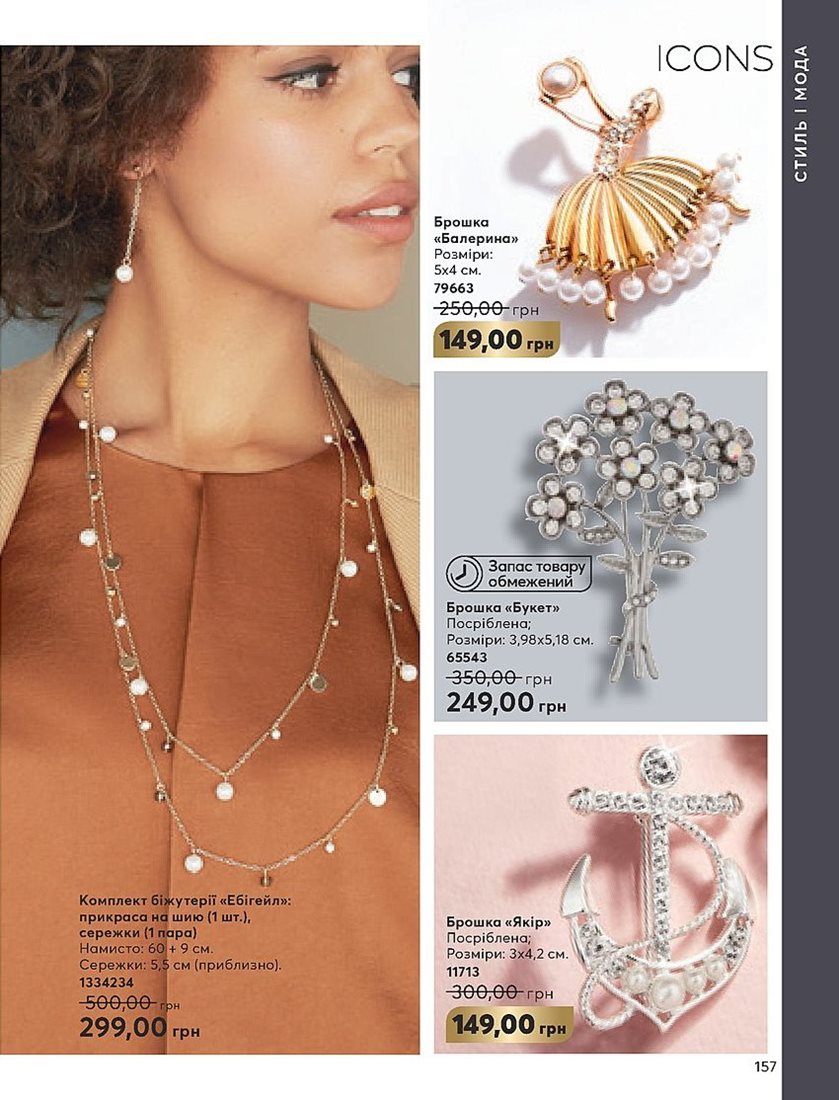 ICONS
СТИЛЬ І МОДА
Брошка
«Балерина»
Розміри:
5х4 см.
79663
250,00 грн
149,00 грн
Запас товару
обмежений
Брошка «Букет»
Посріблена;
Розміри: 3,98х5,18 см.
65543
350,00 грн
249,00 грн
Брошка «Якір»
Посріблена;
Розміри: 3х4,2 см.
11713
300,00 грн
149,00 грн
Комплект біжутерії «Ебігейл»:
прикраса на шию (1 шт.),
сережки (1 пара)
Намисто: 60 + 9 см.
Сережки: 5,5 см (приблизно).
1334234
500,00 грн
299,00 грн
157